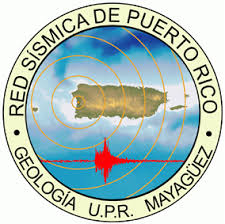 RED SÍSMICA DE PUERTO RICO
GEOLOGÍA U.P.R. MAYAGÜEZ